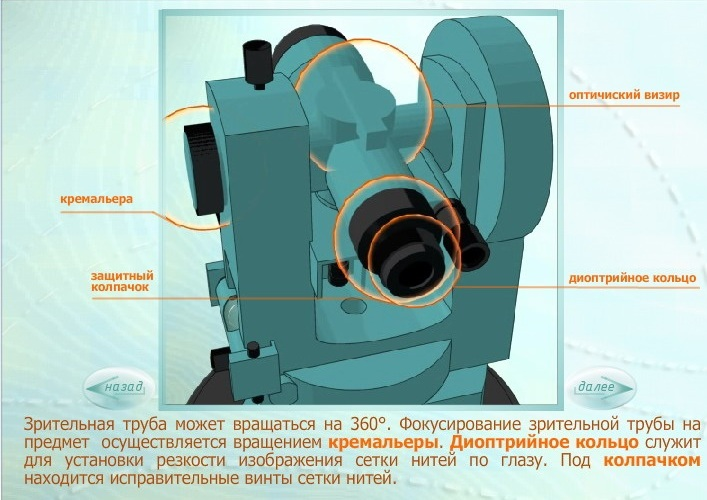 оптичиский визир
кремальера
защитный
колпачок
диоптрийное кольцо
назад
далее
Зрительная труба может вращаться на 360°. Фокусирование зрительной трубы на
предмет осуществляется вращением кремальеры. Диоптрийное кольцо служит
для установки резкости изображения сетки нитей по глазу. Под колпачком
находится исправительные винты сетки нитей.